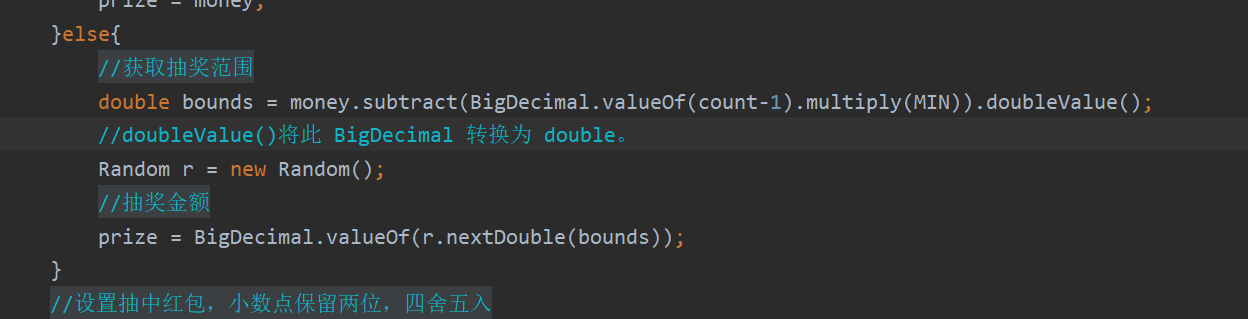 prize = money;
}else{
//获取抽奖范围
double bounds = money.subtract(BigDecimal.valueOf(count-1).multiply(MIN)).doubleValue();
//doubleValue()将此 BigDecimal 转换为 double。
Random r = new Random();
//抽奖金额
prize = BigDecimal.valueOf(r.nextDouble(bounds));
}
//设置抽中红包，小数点保留两位，四舍五入